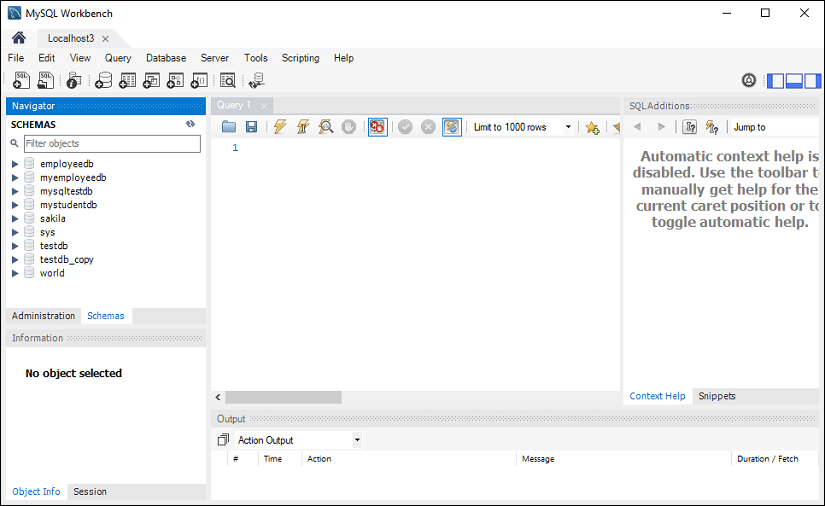 MySQL Workbench
Localhost3
File Edit View Query Database Server Tools Scripting Help
SQL SQL
Navigator
SCHEMAS
Filter objects
employeedb
myemployeedb
mysqltestdb
mystudentdb
sakila
sys
testdb
testdb_copy
world
Administration Schemas
Information
No object selected
Object Info Session
Query 1
Limit to 1000 rows
1
SQLAdditions
Jump to
Automatic context help is
disabled. Use the toolbar to
manually get help for the
current caret position or to
toggle automatic help.
Context Help Snippets
Output
Action Output
# Time Action Message Duration / Fetch